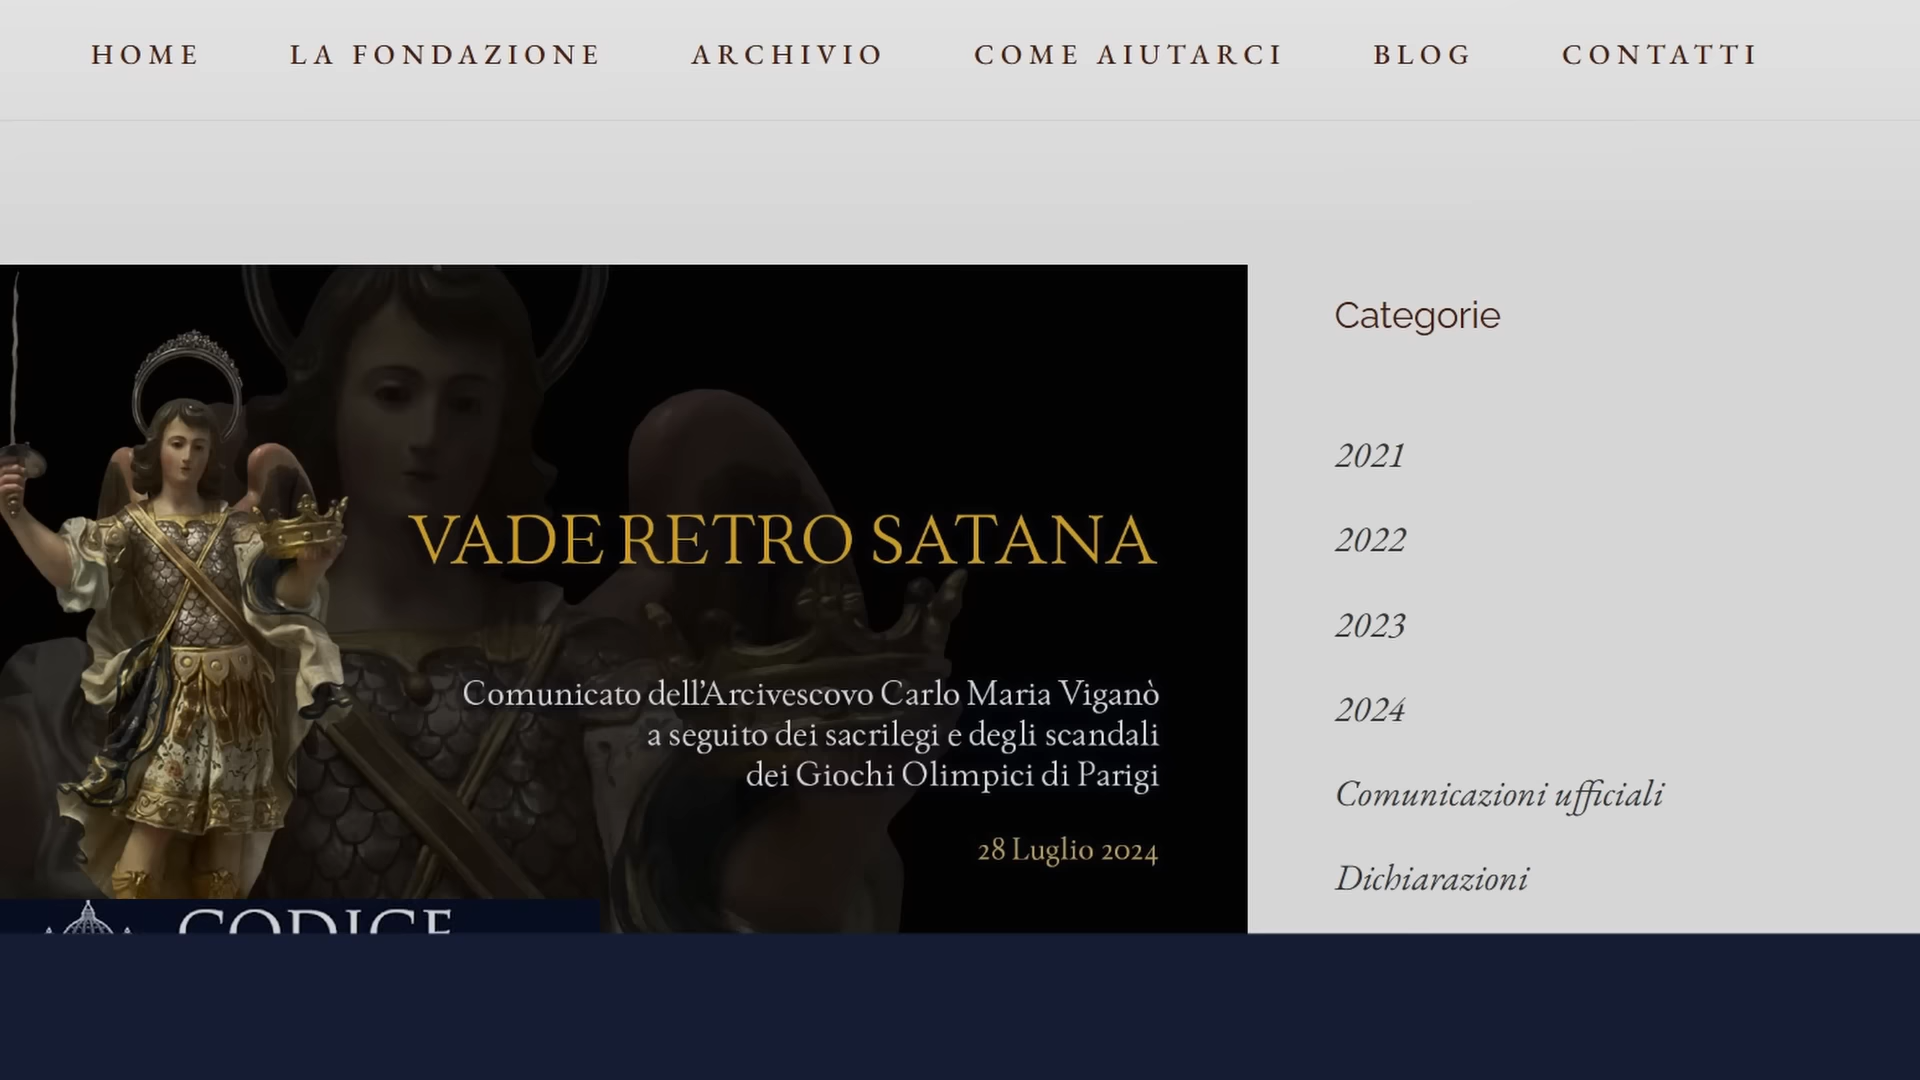 HOME LA FONDAZIONE ARCHIVIO COME AIUTARCI BLOG CONTATTI
VADE RETRO SATANA
Comunicato dell'Arcivescovo Carlo Maria Viganò
a seguito dei sacrilegi e degli scandali
dei Giochi Olimpici di Parigi
28 Luglio 2024
CODICE
Categorie
2021
2022
2023
2024
Comunicazioni ufficiali
Dichiarazioni